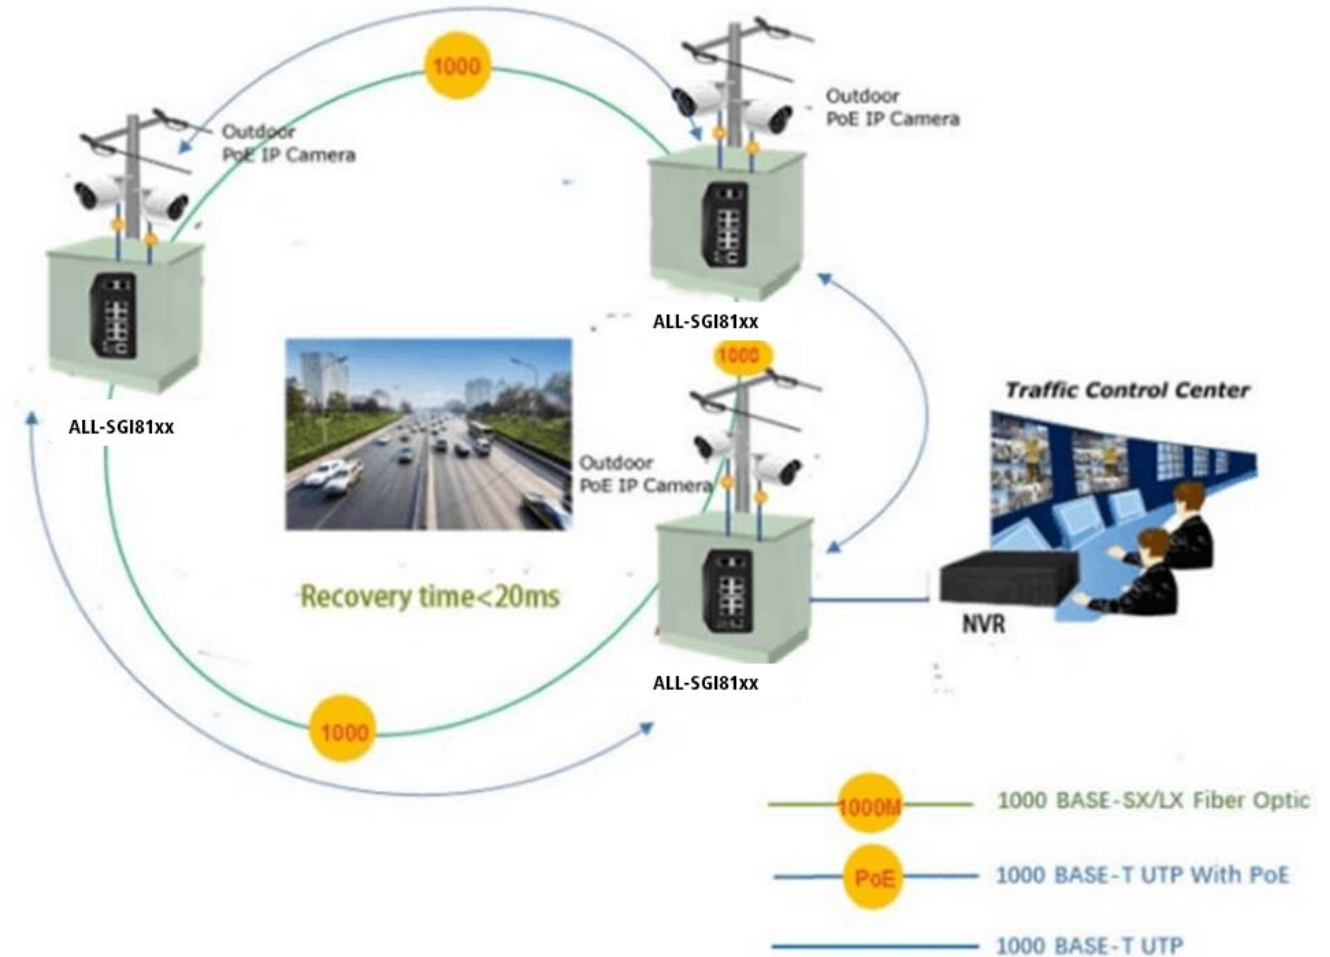 1000
Outdoor
PoE IP Camera
Outdoor
PoE IP Camera
ALL-SGI81xx
1000
ALL-SGI81xx
Traffic Control Center
Outdoor
PoE IP Camera
Recovery time<20ms
NVR
ALL-SGI81xx
1000
1000M
1000 BASE-SX/LX Fiber Optic
PoE
1000 BASE-T UTP With PoE
1000 BASE-T UTP